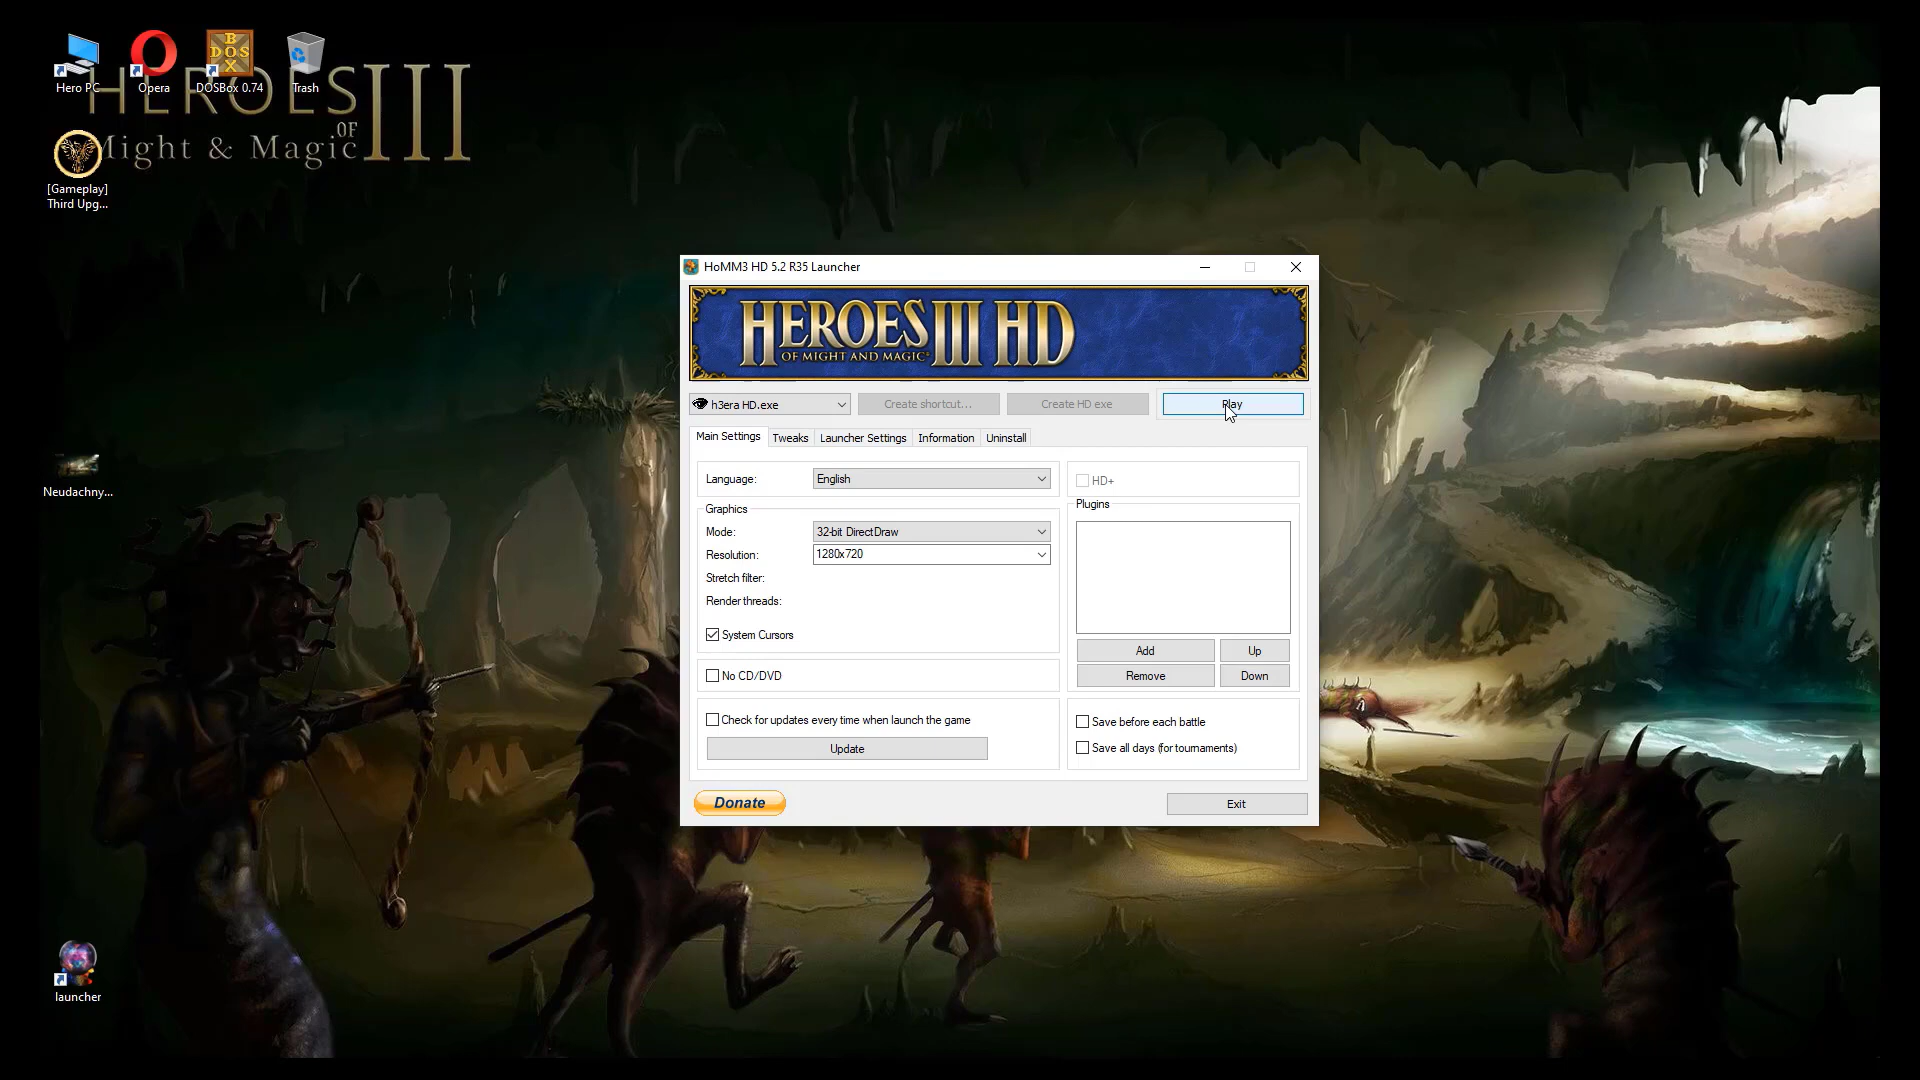 Hero PC
Opera
DOSBox 0.74
Trash
HEROES III
OF
Might & Magic
[Gameplay]
Third Upg...
Neudachny...
launcher
HoMM3 HD 5.2 R35 Launcher
HEROES III HD
OF MIGHT AND MAGIC
h3era HD.exe
Create shortcut...
Create HD exe
Play
Main Settings
Tweaks
Launcher Settings
Information
Uninstall
Language:
English
HD+
Graphics
Plugins
Mode:
32-bit DirectDraw
Resolution:
1280x720
Stretch filter:
Render threads:
System Cursors
Add
Up
No CD/DVD
Remove
Down
Check for updates every time when launch the game
Save before each battle
Update
Save all days (for tournaments)
Donate
Exit